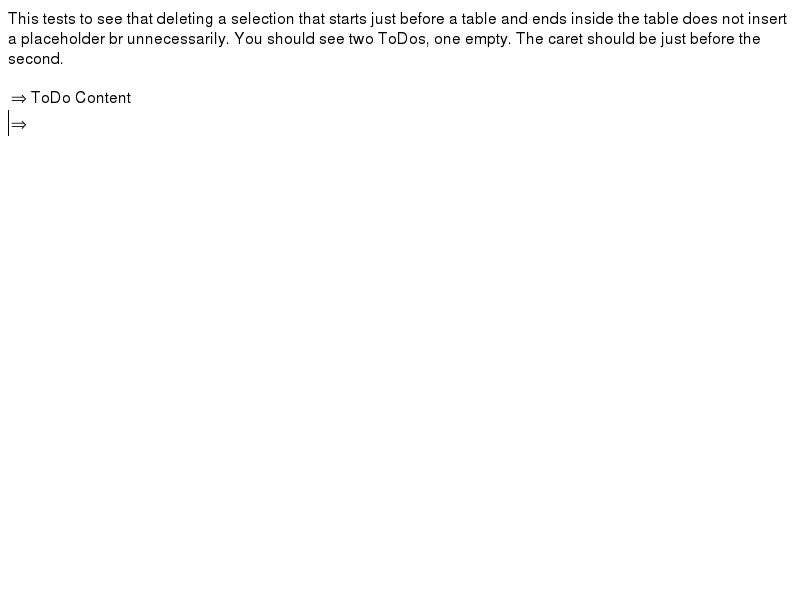 This tests to see that deleting a selection that starts just before a table and ends inside the table does not insert
a placeholder br unnecessarily. You should see two ToDos, one empty. The caret should be just before the
second.
⇒ ToDo Content
⇒